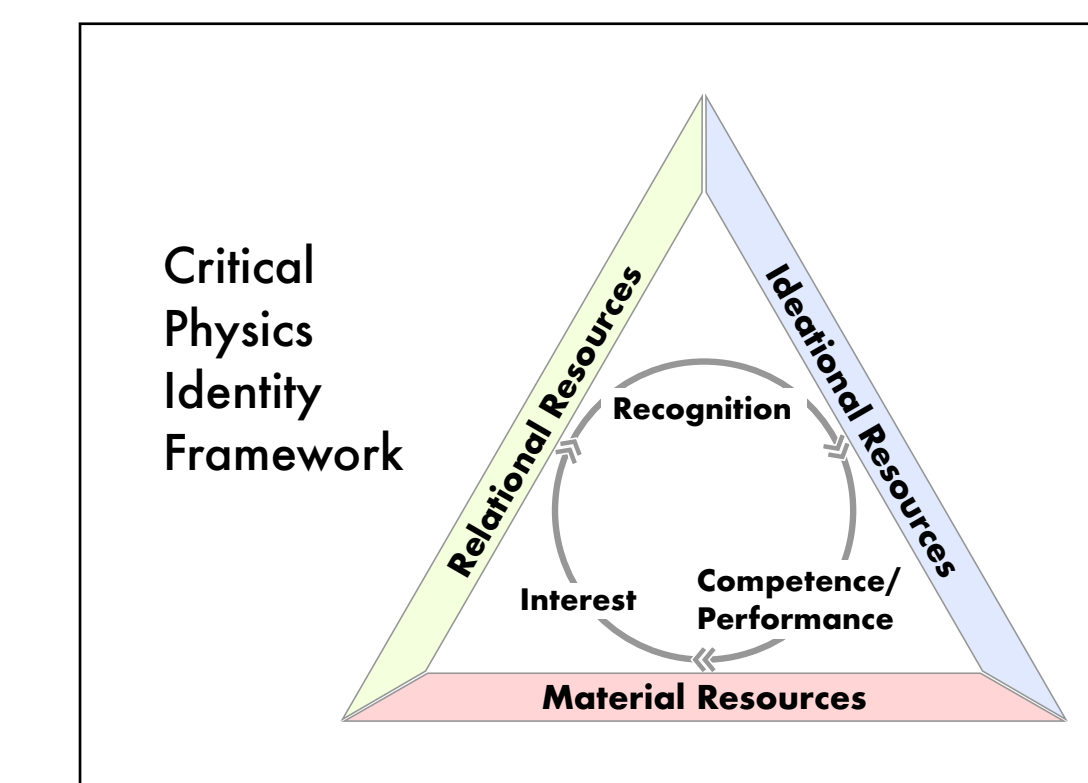 Critical
Physics
Identity
Framework
Relational Resources
Ideational Resources
Recognition
Interest
Competence/
Performance
Material Resources